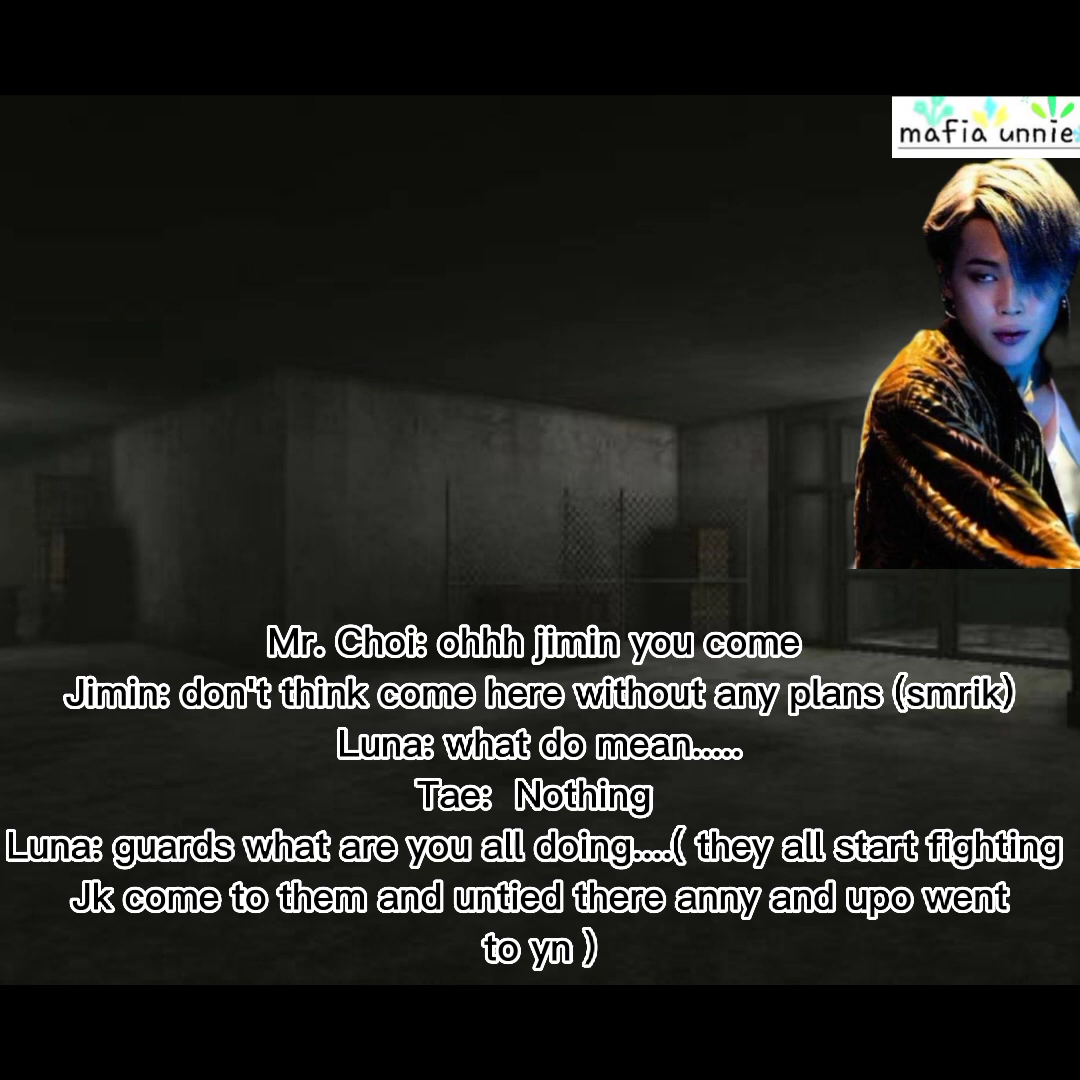 mafia unnie
Mr. Choi: ohhh jimin you come
Jimin: don't think come here without any plans (smrik)
Luna: what do mean.....
Tae: Nothing
Luna: guards what are you all doing....( they all start fighting
Jk come to them and untied there anny and upo went
to yn )